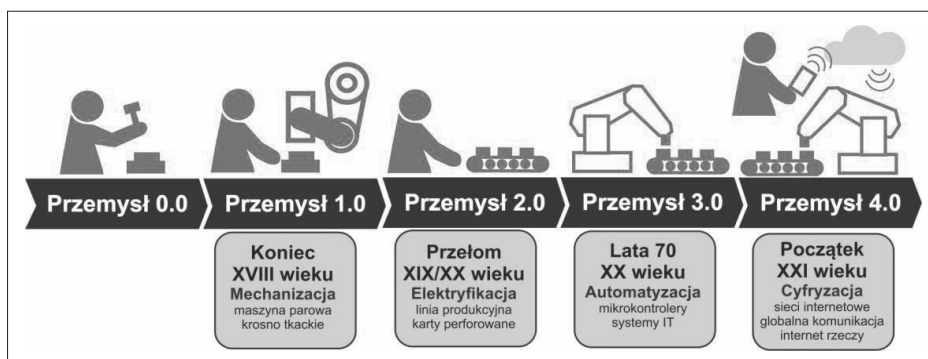 Przemysł 0.0
Przemysł 1.0
Przemysł 2.0
Przemysł 3.0
Przemysł 4.0
Koniec
XVIII wieku
Mechanizacja
maszyna parowa
krosno tkackie
Przełom
XIX/XX wieku
Elektryfikacja
linia produkcyjna
karty perforowane
Lata 70
XX wieku
Automatyzacja
mikrokontrolery
systemy IT
Początek
XXI wieku
Cyfryzacja
sieci internetowe
globalna komunikacja
internet rzeczy